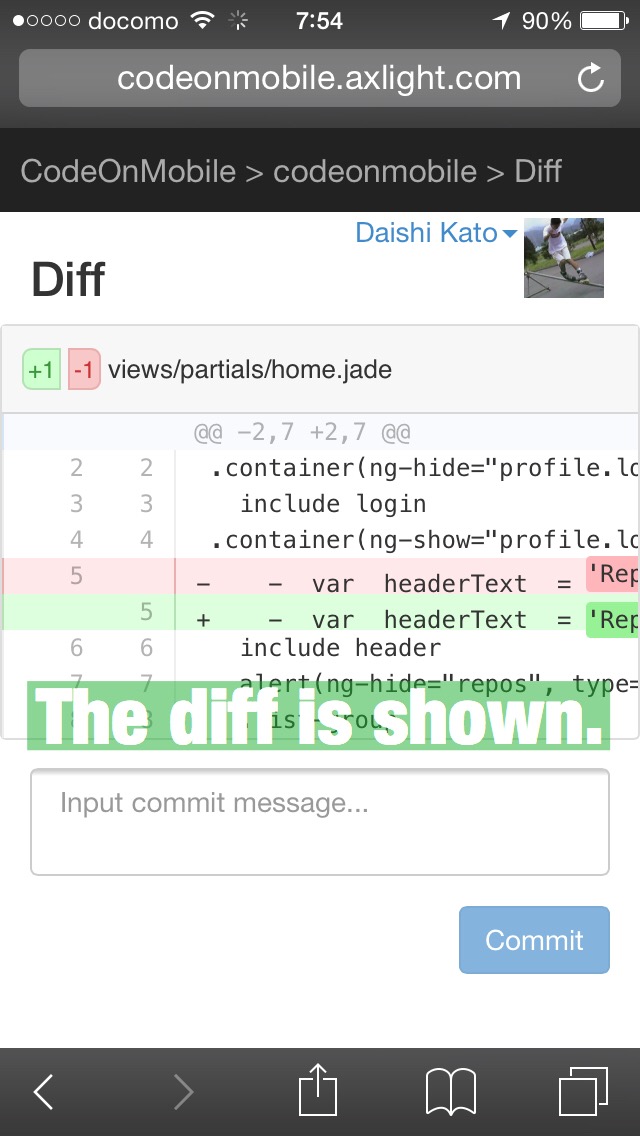 docomo 7:54 90%
codeonmobile.axlight.com
CodeOnMobile > codeonmobile > Diff
Daishi Kato
Diff
+1 -1 views/partials/home.jade
@@ -2,7 +2,7 @@
2 2 .container(ng-hide="profile.lo
3 3 include login
4 4 .container(ng-show="profile.lo
5 - - var headerText = 'Rep
5 + - var headerText = 'Rep
6 6 include header
7 7 alert(ng-hide="repos", type=
The diff is shown.
Input commit message...
Commit